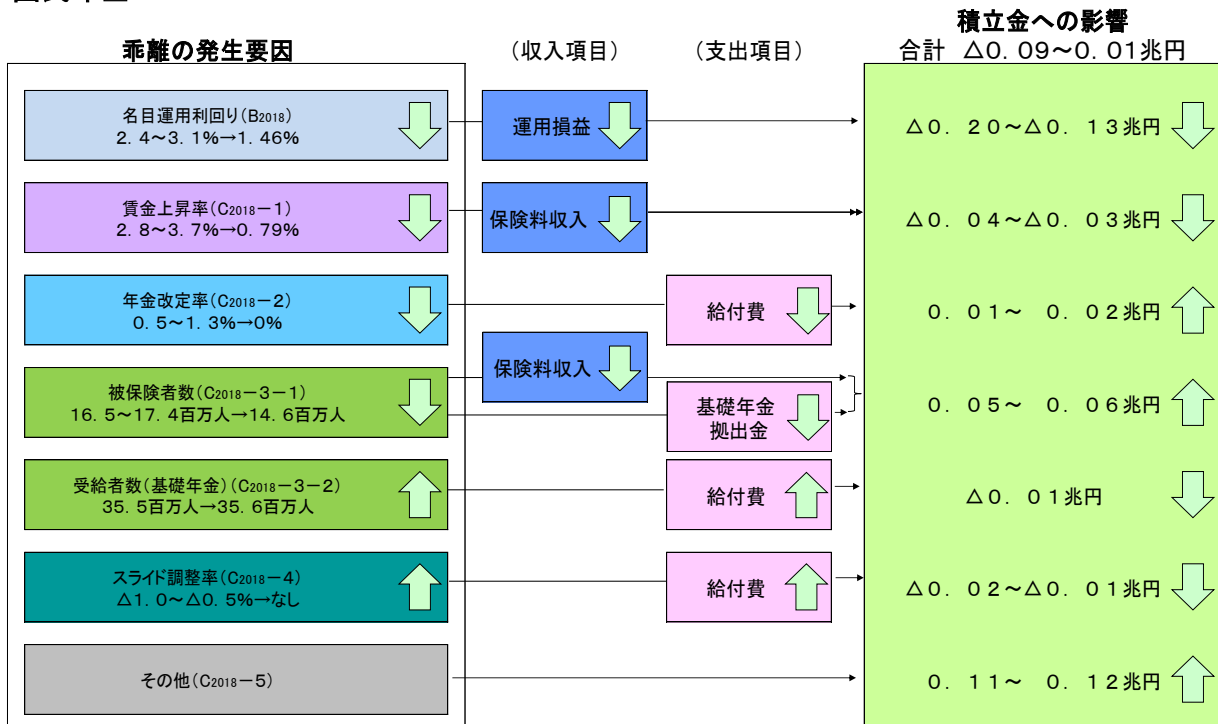 積立金への影響
乖離の発生要因
(収入項目)
(支出項目)
合計 △0.09～0.01兆円
名目運用利回り(B2018)
2.4～3.1%→1.46%
運用損益
△0.20～△0.13兆円
賃金上昇率(C2018－1)
2.8～3.7%→0.79%
保険料収入
△0.04～△0.03兆円
年金改定率(C2018－2)
0.5～1.3%→0%
給付費
0.01～ 0.02兆円
保険料収入
被保険者数(C2018－3－1)
16.5～17.4百万人→14.6百万人
基礎年金
拠出金
0.05～ 0.06兆円
受給者数(基礎年金)(C2018－3－2)
35.5百万人→35.6百万人
給付費
△0.01兆円
スライド調整率(C2018－4)
△1.0～△0.5%→なし
給付費
△0.02～△0.01兆円
その他(C2018－5)
0.11～ 0.12兆円